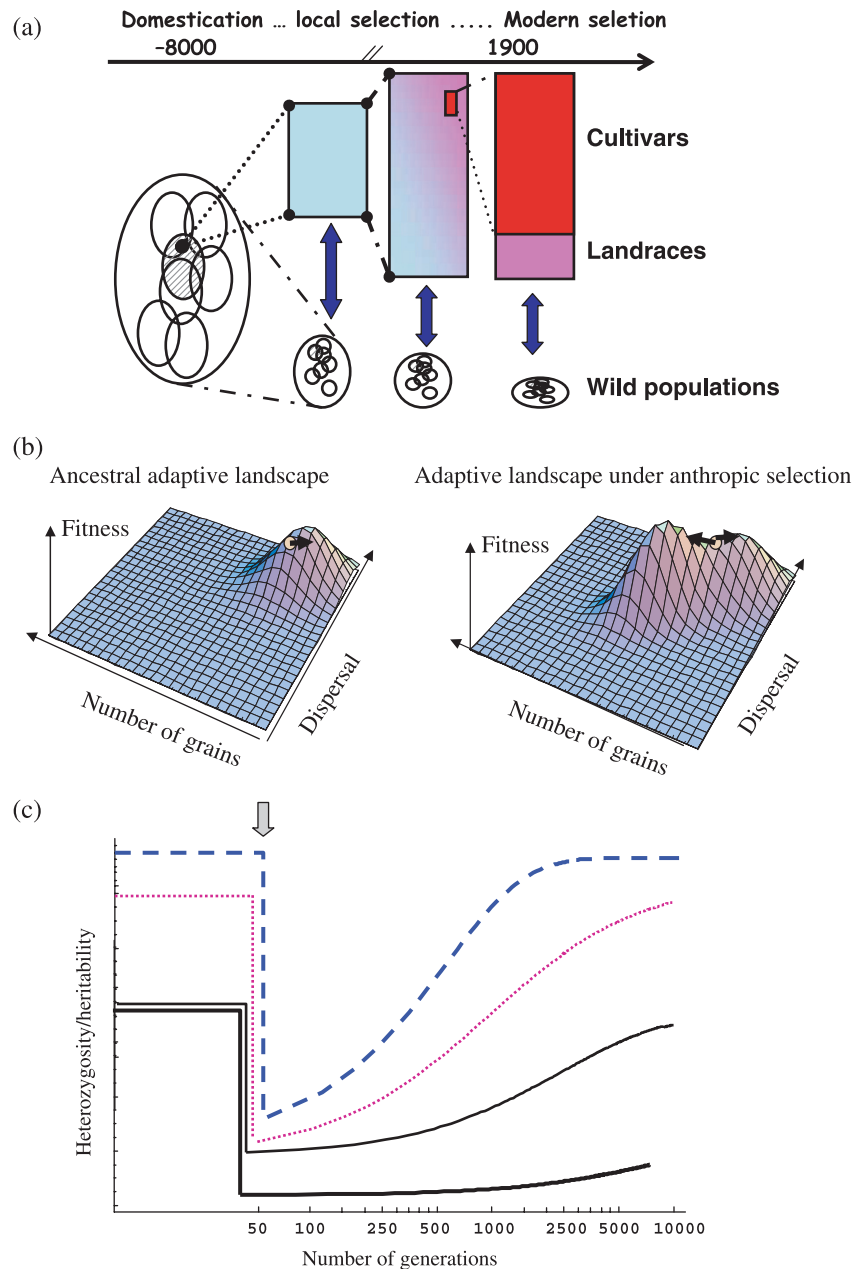 (a)
Domestication ... local selection ..... Modern seletion
-8000
1900
Cultivars
Landraces
Wild populations
(b)
Ancestral adaptive landscape
Adaptive landscape under anthropic selection
Fitness
Number of grains
Dispersal
Fitness
Number of grains
Dispersal
(c)
Heterozygosity/heritability
50 100 250 500 1000 2500 5000 10000
Number of generations